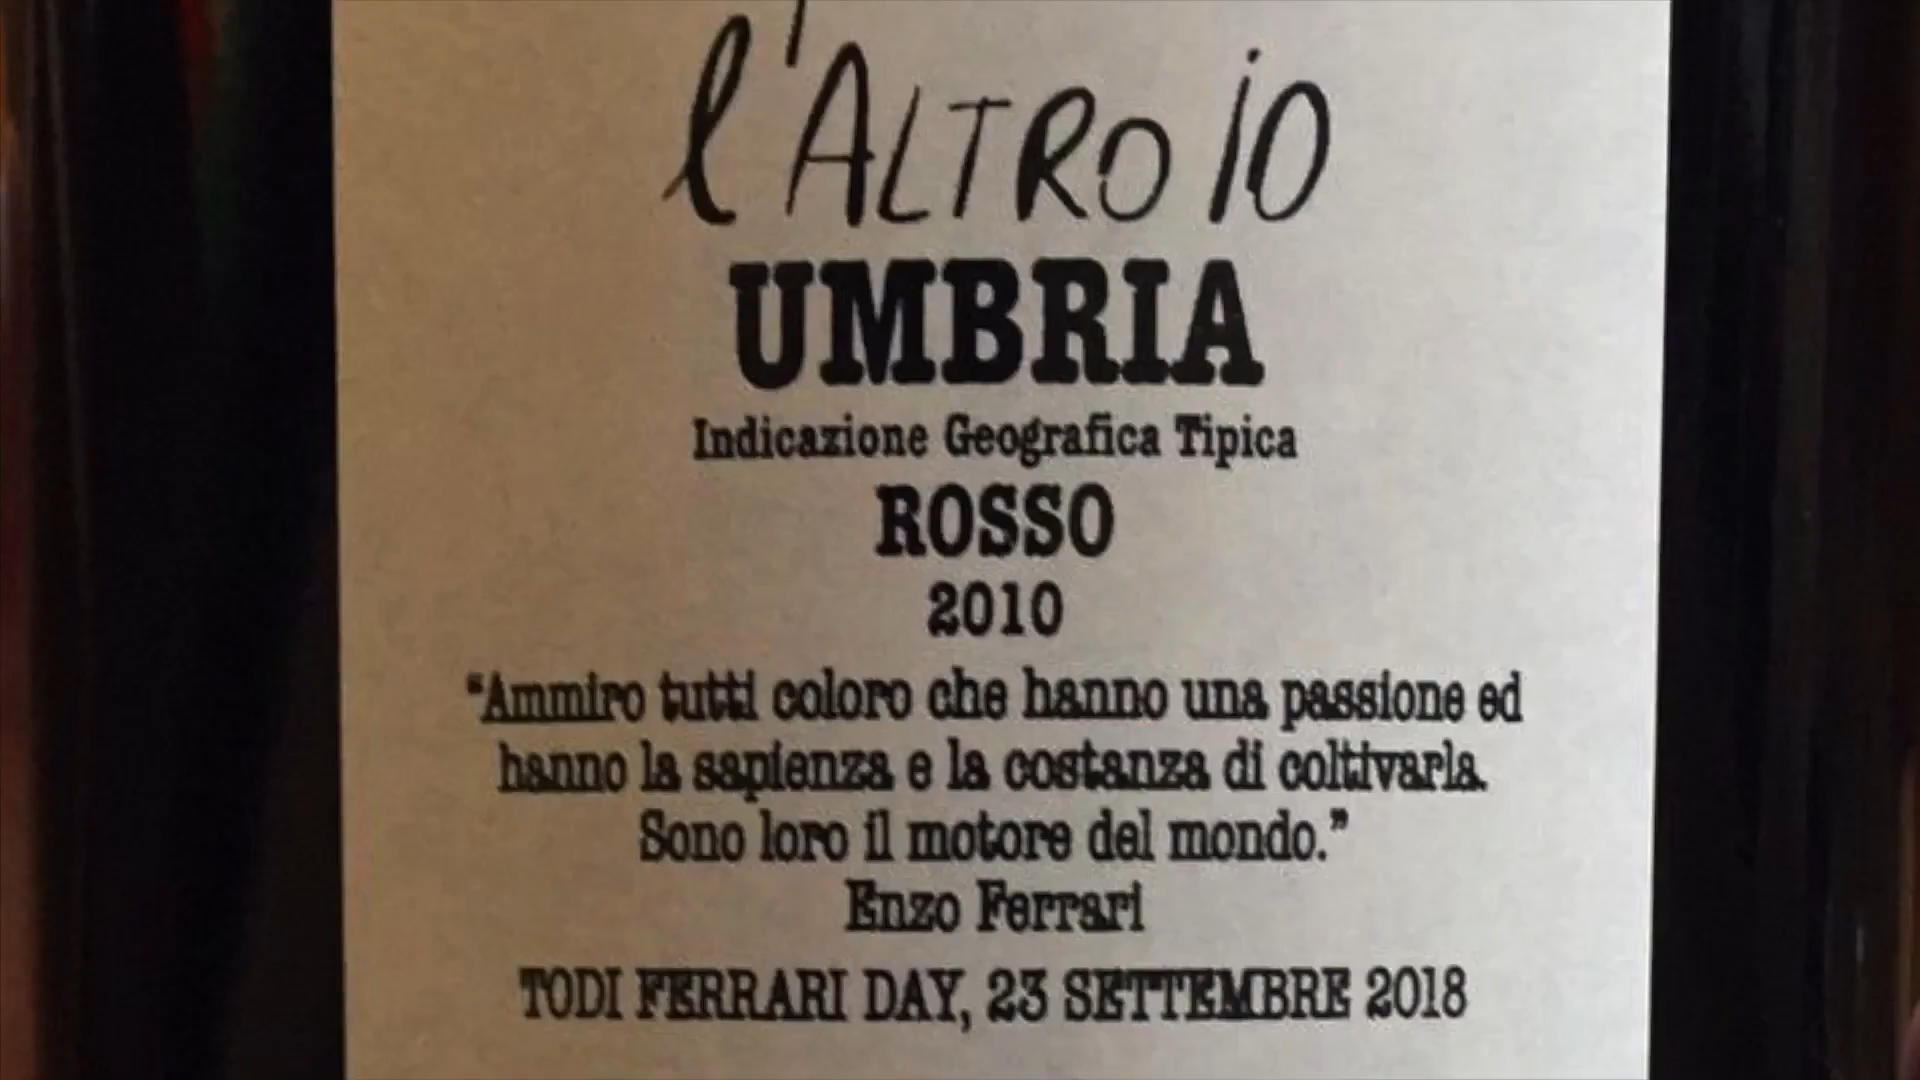 l'ALTRO iO
UMBRIA
Indicazione Geografica Tipica
ROSSO
2010
“Ammiro tutti coloro che hanno una passione ed
hanno la sapienza e la costanza di coltivarla.
Sono loro il motore del mondo.”
Enzo Ferrari
TODI FERRARI DAY, 23 SETTEMBRE 2018